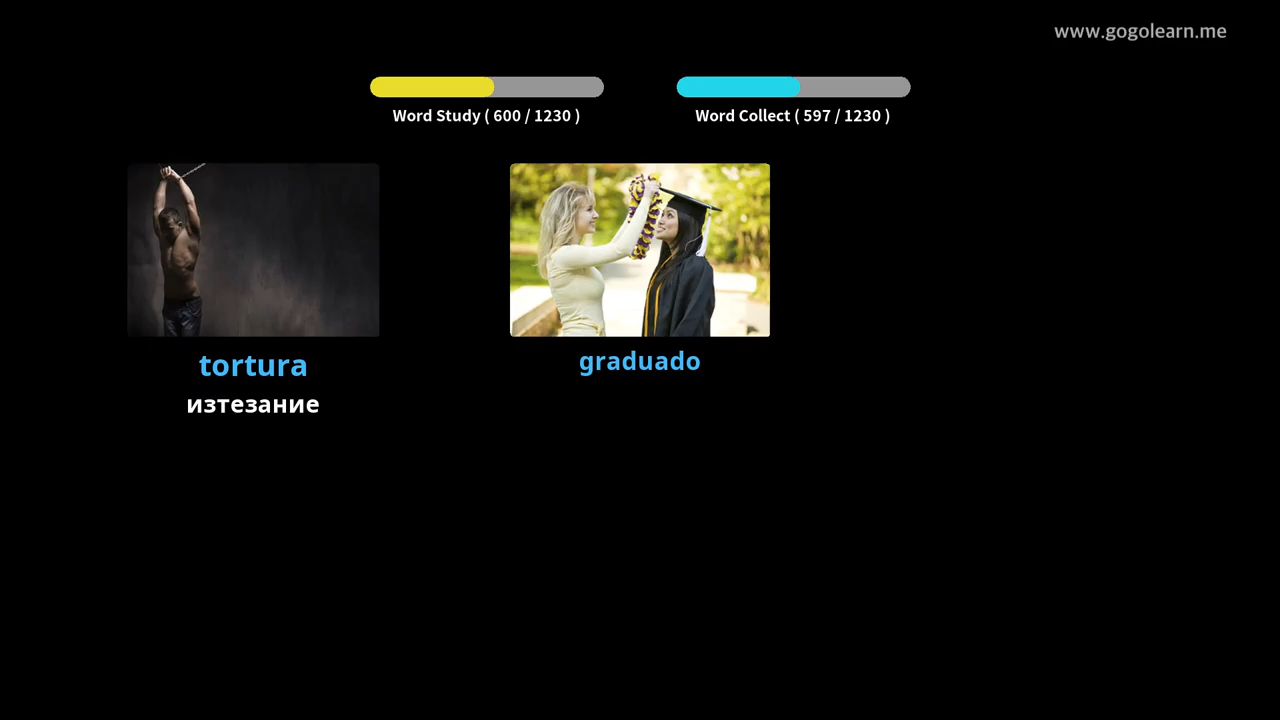 www.gogolearn.me
Word Study ( 600 / 1230 )
Word Collect ( 597 / 1230 )
tortura
изтезание
graduado